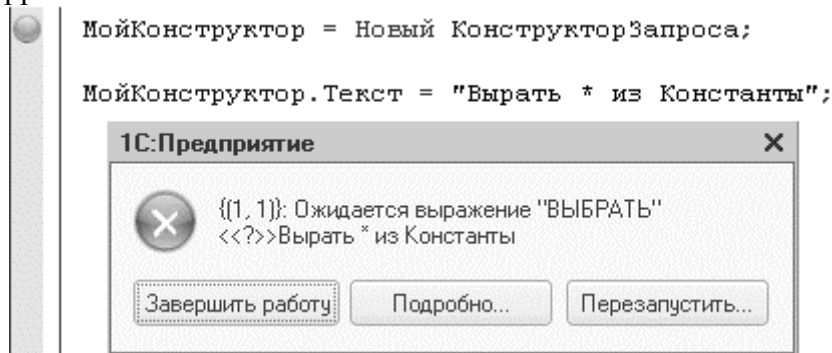 МойКонструктор = Новый КонструкторЗапроса;
МойКонструктор.Текст = "Вырать * из Константы";
1С:Предприятие
{(1, 1)}: Ожидается выражение "ВЫБРАТЬ"
<<?>>Вырать * из Константы
Завершить работу Подробно... Перезапустить...